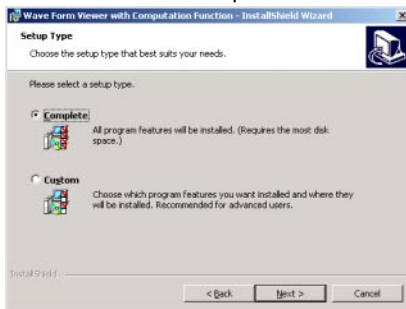 Wave Form Viewer with Computation Function - InstallShield Wizard
Setup Type
Choose the setup type that best suits your needs.
Please select a setup type.
Complete
All program features will be installed. (Requires the most disk
space.)
Custom
Choose which program features you want installed and where they
will be installed. Recommended for advanced users.
InstallShield
< Back Next > Cancel